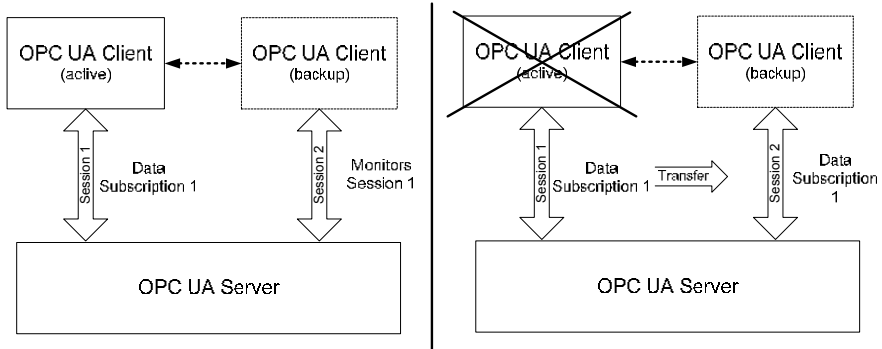 OPC UA Client
(active)
OPC UA Client
(backup)
Session 1
Data
Subscription 1
Session 2
Monitors
Session 1
OPC UA Server
OPC UA Client
(active)
OPC UA Client
(backup)
Session 1
Data
Subscription 1
Transfer
Session 2
Data
Subscription
1
OPC UA Server